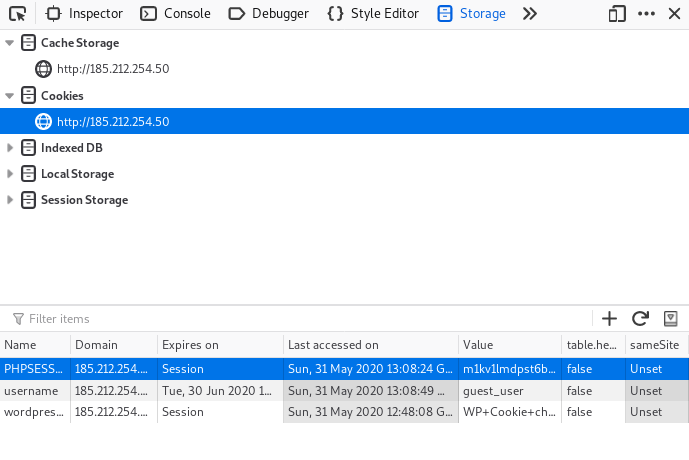 Inspector Console Debugger Style Editor Storage
Cache Storage
http://185.212.254.50
Cookies
http://185.212.254.50
Indexed DB
Local Storage
Session Storage
Filter items
Name Domain Expires on Last accessed on Value table.he... sameSite
PHPSESS... 185.212.254.... Session Sun, 31 May 2020 13:08:24 G... m1kv1lmdpst6b... false Unset
username 185.212.254.... Tue, 30 Jun 2020 1... Sun, 31 May 2020 13:08:49 ... guest_user false Unset
wordpres... 185.212.254.... Session Sun, 31 May 2020 12:48:08 G... WP+Cookie+ch... false Unset